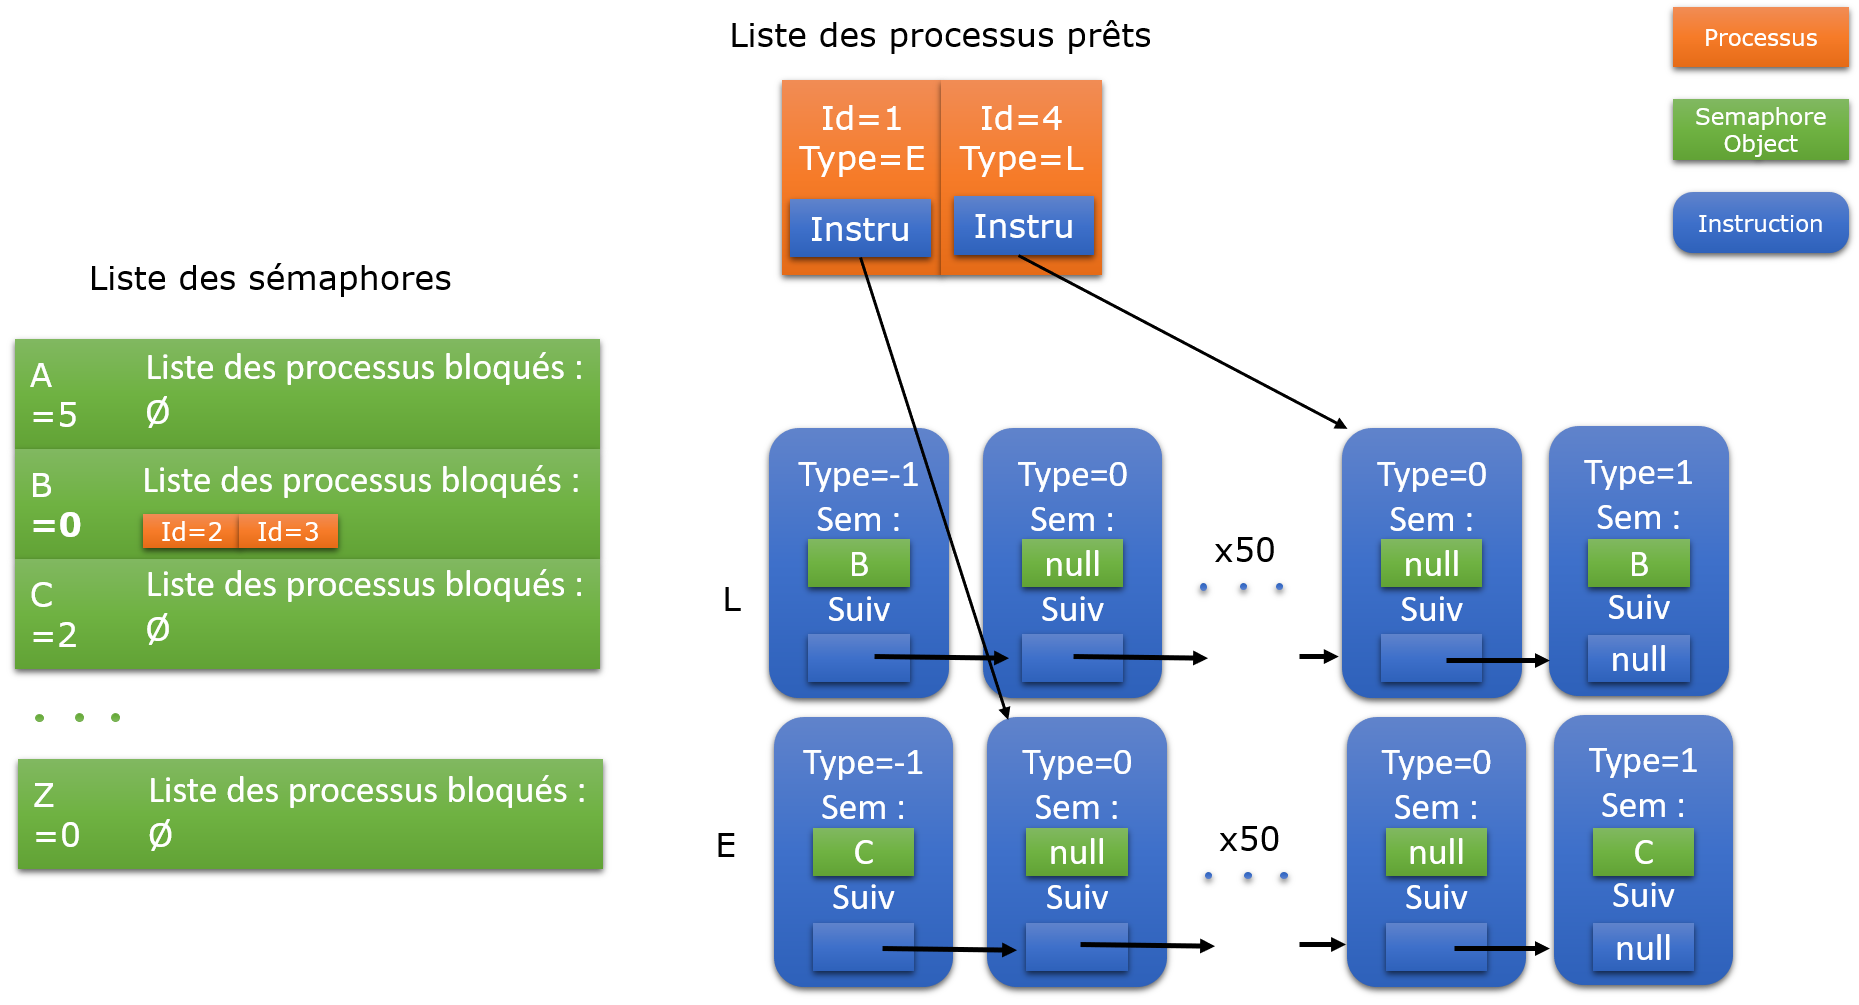 Liste des processus prêts
Processus
Semaphore
Object
Instruction
Id=1
Type=E
Instru
Id=4
Type=L
Instru
Liste des sémaphores
A
=5
Liste des processus bloqués :
Ø
B
=0
Liste des processus bloqués :
Id=2
Id=3
C
=2
Liste des processus bloqués :
Ø
Z
=0
Liste des processus bloqués :
Ø
L
Type=-1
Sem :
B
Suiv
Type=0
Sem :
null
Suiv
x50
Type=0
Sem :
null
Suiv
Type=1
Sem :
B
Suiv
null
E
Type=-1
Sem :
C
Suiv
Type=0
Sem :
null
Suiv
x50
Type=0
Sem :
null
Suiv
Type=1
Sem :
C
Suiv
null